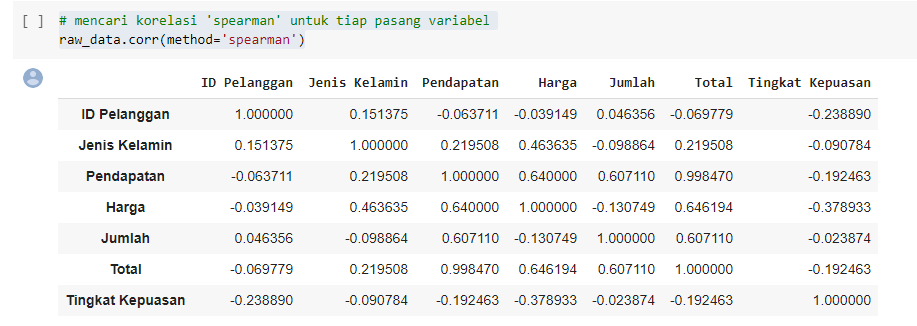 [ ] # mencari korelasi 'spearman' untuk tiap pasang variabel
raw_data.corr(method='spearman')
ID Pelanggan Jenis Kelamin Pendapatan Harga Jumlah Total Tingkat Kepuasan
ID Pelanggan 1.000000 0.151375 -0.063711 -0.039149 0.046356 -0.069779 -0.238890
Jenis Kelamin 0.151375 1.000000 0.219508 0.463635 -0.098864 0.219508 -0.090784
Pendapatan -0.063711 0.219508 1.000000 0.640000 0.607110 0.998470 -0.192463
Harga -0.039149 0.463635 0.640000 1.000000 -0.130749 0.646194 -0.378933
Jumlah 0.046356 -0.098864 0.607110 -0.130749 1.000000 0.607110 -0.023874
Total -0.069779 0.219508 0.998470 0.646194 0.607110 1.000000 -0.192463
Tingkat Kepuasan -0.238890 -0.090784 -0.192463 -0.378933 -0.023874 -0.192463 1.000000